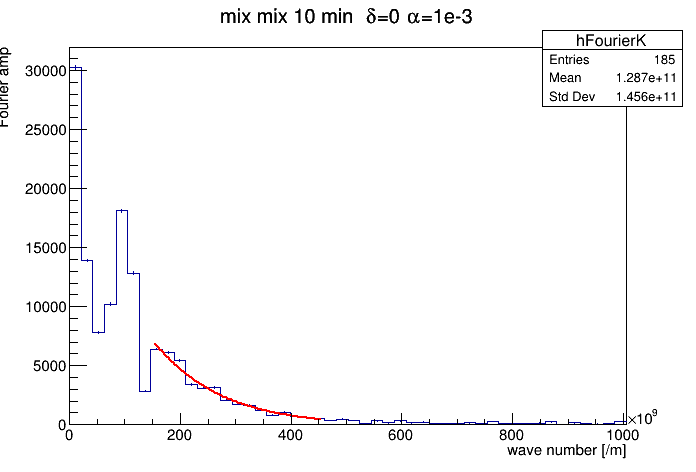 mix mix 10 min δ=0 α=1e-3
hFourierK
Entries 185
Mean 1.287e+11
Std Dev 1.456e+11
Fourier amp
30000
25000
20000
15000
10000
5000
0
0 200 400 600 800 1000
×10⁹
wave number [/m]